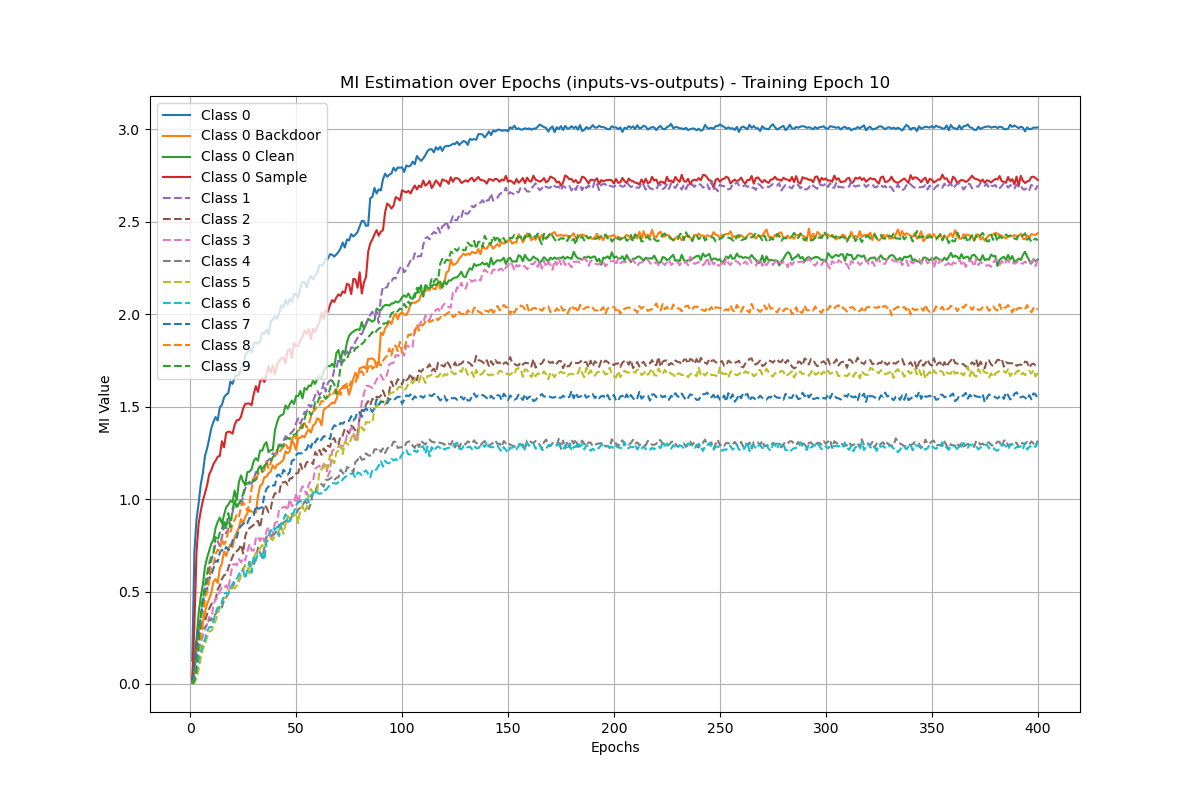 MI Estimation over Epochs (inputs-vs-outputs) - Training Epoch 10
Class 0
Class 0 Backdoor
Class 0 Clean
Class 0 Sample
Class 1
Class 2
Class 3
Class 4
Class 5
Class 6
Class 7
Class 8
Class 9
MI Value
3.0
2.5
2.0
1.5
1.0
0.5
0.0
0 50 100 150 200 250 300 350 400
Epochs